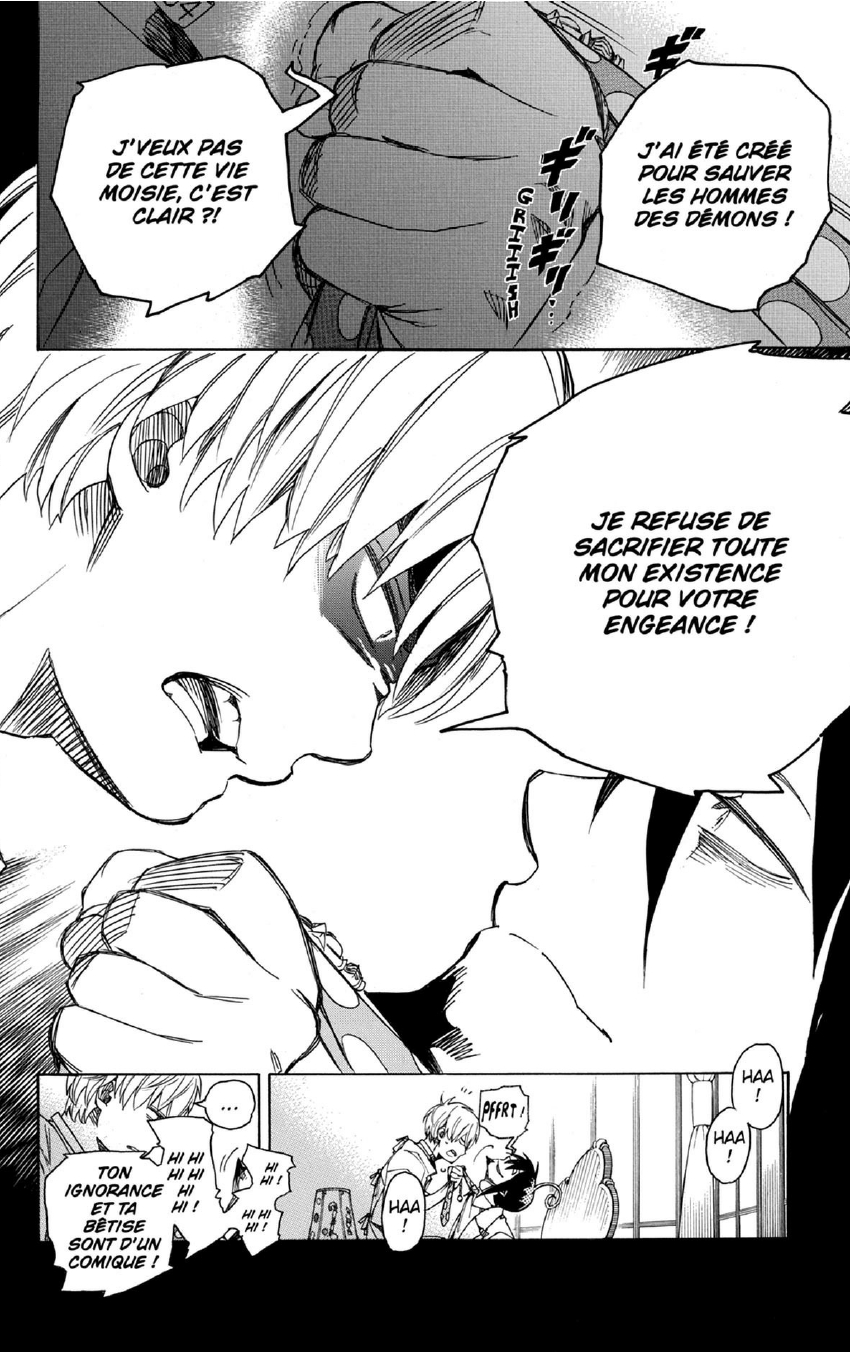 J'AI ÉTÉ CRÉÉ
POUR SAUVER
LES HOMMES
DES DÉMONS !
ギ
ギリギリ...
GRIIIISH
J'VEUX PAS
DE CETTE VIE
MOISIE, C'EST
CLAIR ?!
JE REFUSE DE
SACRIFIER TOUTE
MON EXISTENCE
POUR VOTRE
ENGEANCE !
HAA
!
HAA
!
PFFRT !
HAA
!
...
HI
HI
HI HI
HI !
HI HI
HI HI
HI
HI !
TON
IGNORANCE
ET TA
BÊTISE
SONT D'UN
COMIQUE !